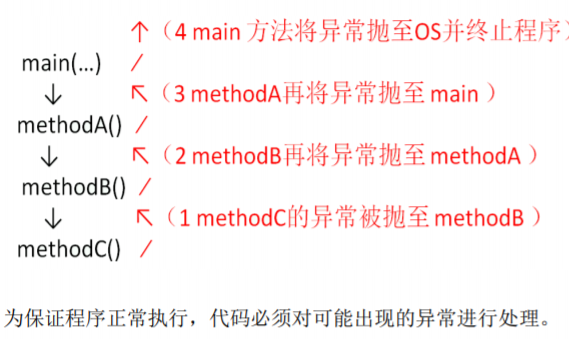 ↑（4 main 方法将异常抛至OS并终止程序）
main(...) /
↓ ↖（3 methodA再将异常抛至 main ）
methodA() /
↓ ↖（2 methodB再将异常抛至 methodA ）
methodB() /
↓ ↖（1 methodC的异常被抛至 methodB ）
methodC() /
为保证程序正常执行，代码必须对可能出现的异常进行处理。